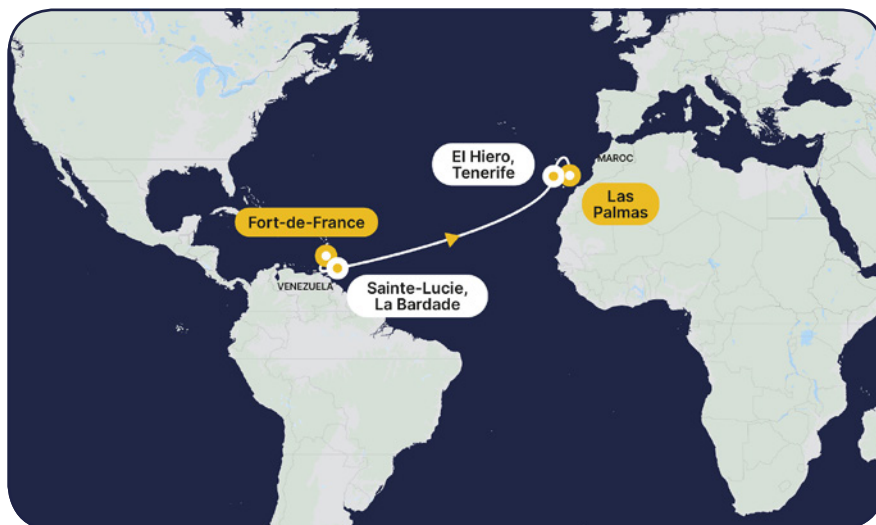 El Hiero,
Tenerife
MAROC
Las
Palmas
Fort-de-France
VENEZUELA
Sainte-Lucie,
La Bardade